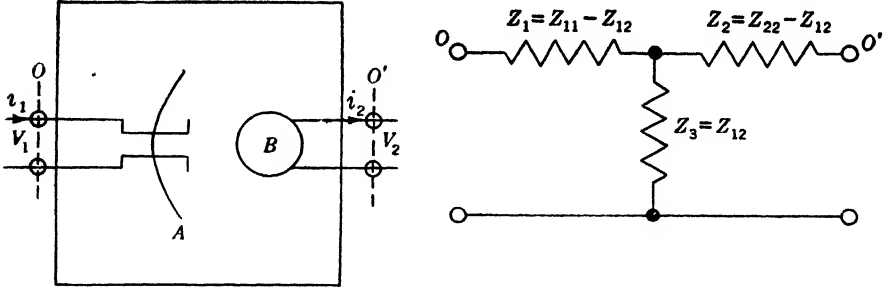 O
i₁
V₁
A
B
O'
i₂
V₂
O
Z₁=Z₁₁−Z₁₂
Z₂=Z₂₂−Z₁₂
O'
Z₃=Z₁₂